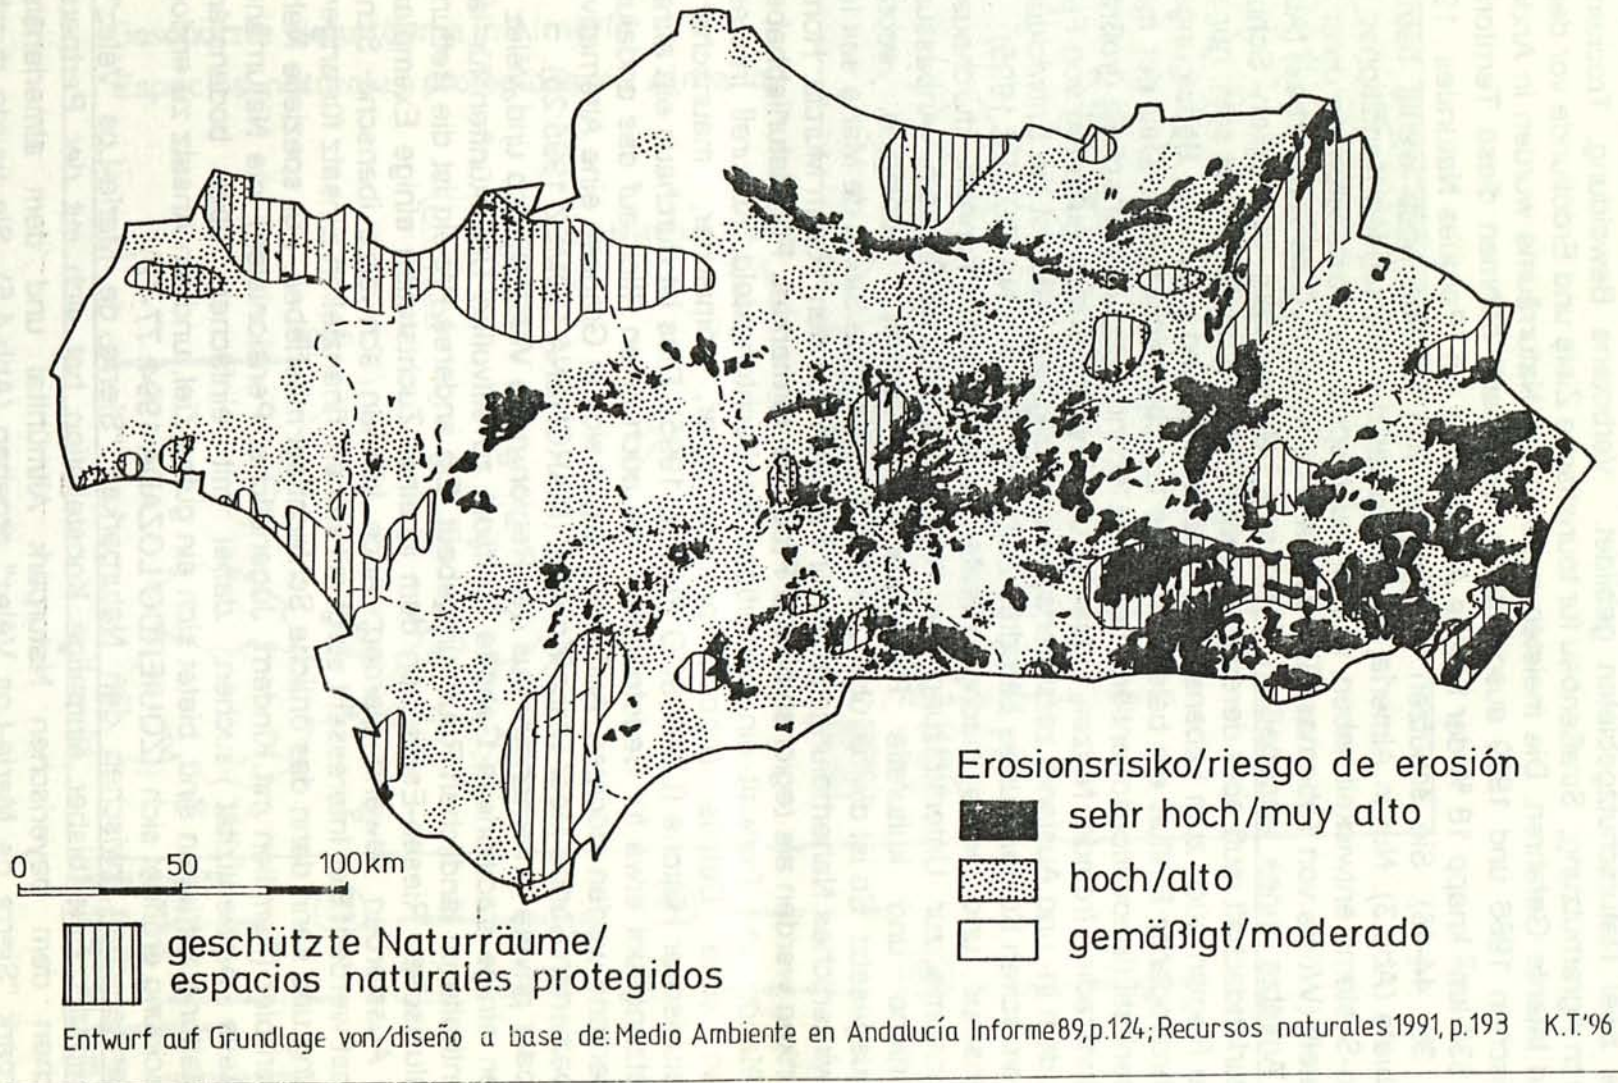 Erosionsrisiko/riesgo de erosión
sehr hoch/muy alto
hoch/alto
gemäßigt/moderado
0 50 100km
geschützte Naturräume/
espacios naturales protegidos
Entwurf auf Grundlage von/diseño a base de: Medio Ambiente en Andalucía Informe 89, p.124; Recursos naturales 1991, p.193 K.T.'96